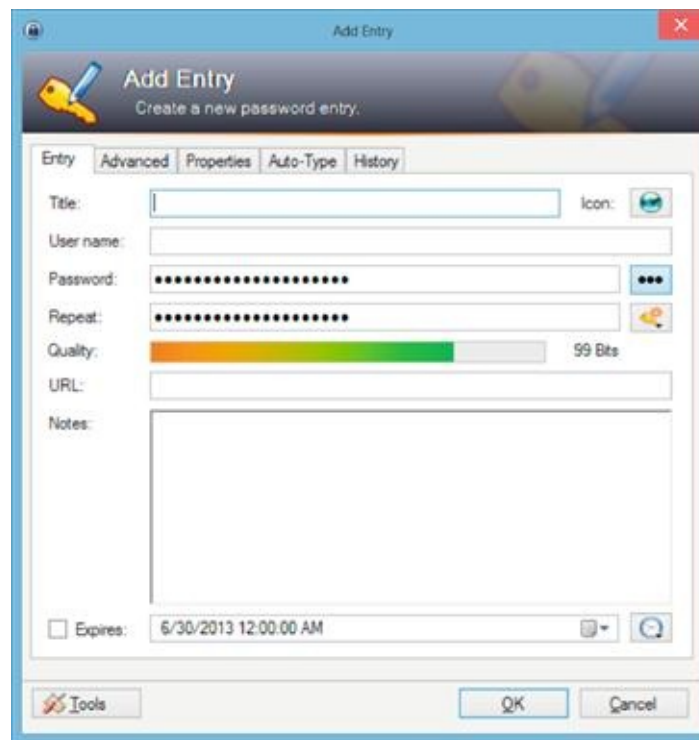 Add Entry
Add Entry
Create a new password entry.
Entry Advanced Properties Auto-Type History
Title: Icon:
User name:
Password: ●●●●●●●●●●●●●●●●●●●● ●●●
Repeat: ●●●●●●●●●●●●●●●●●●●●
Quality: 99 Bits
URL:
Notes:
Expires: 6/30/2013 12:00:00 AM
Tools OK Cancel